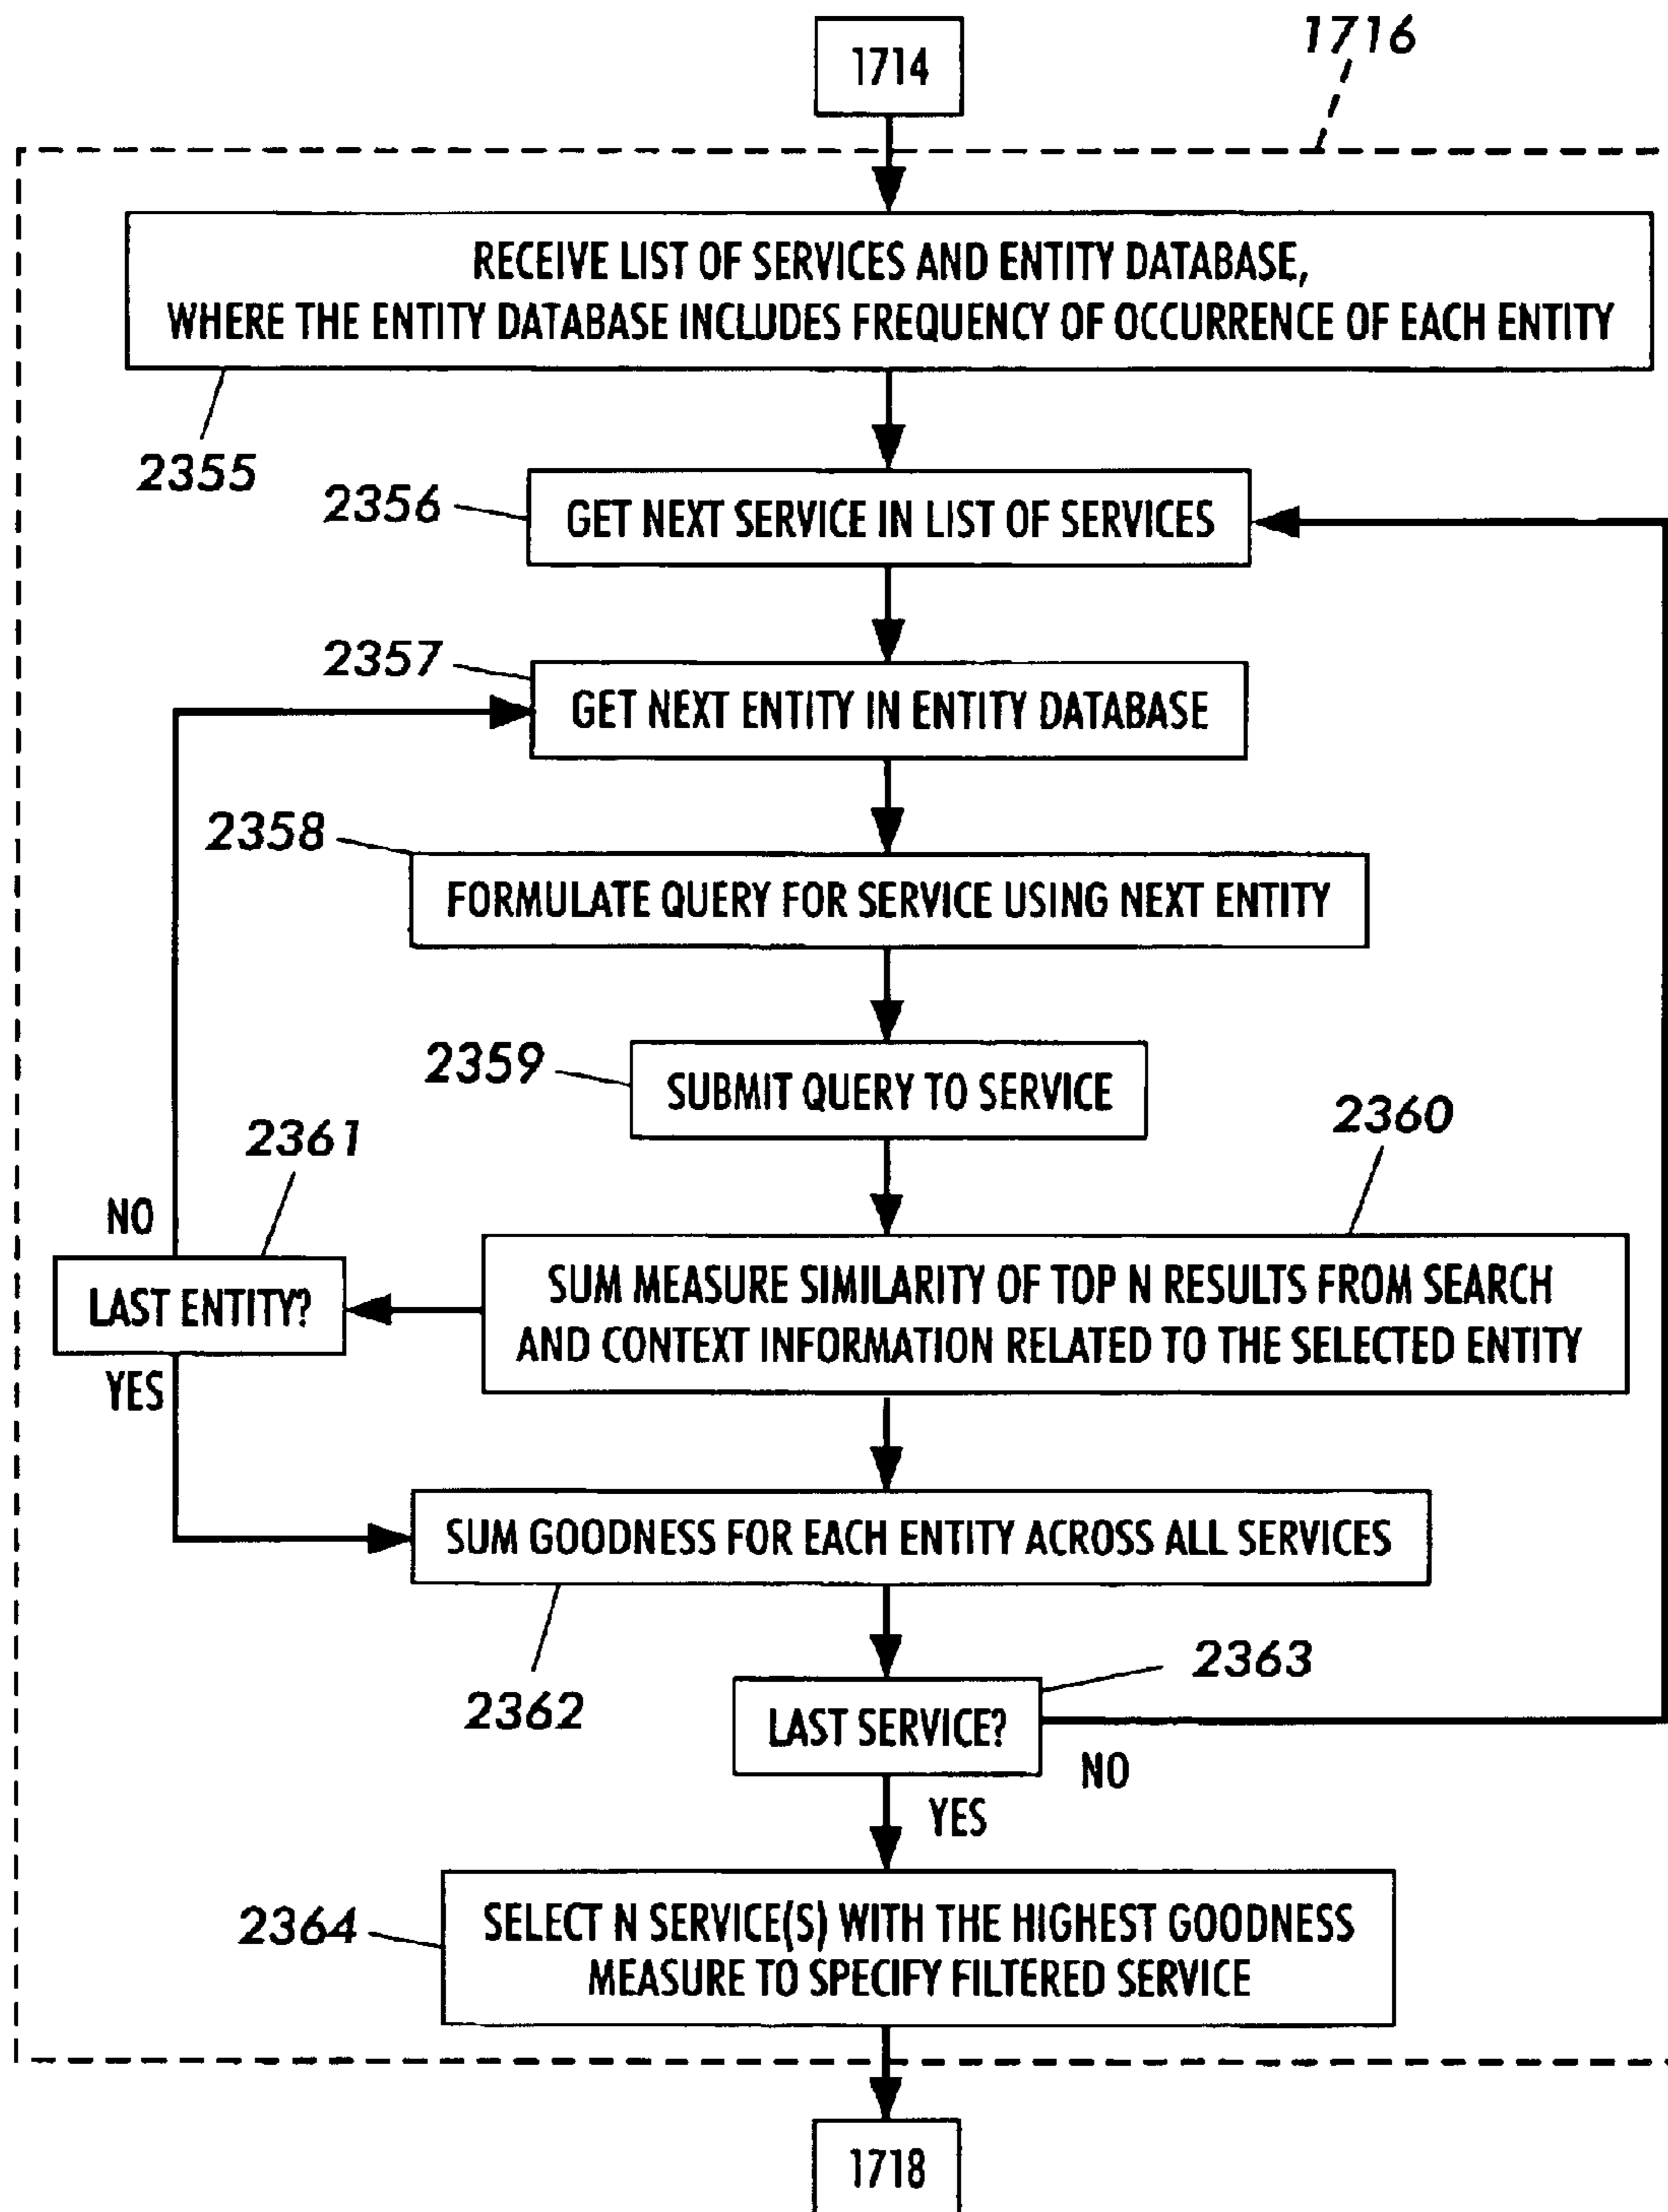 1716
1714
RECEIVE LIST OF SERVICES AND ENTITY DATABASE,
WHERE THE ENTITY DATABASE INCLUDES FREQUENCY OF OCCURRENCE OF EACH ENTITY
2355
2356
GET NEXT SERVICE IN LIST OF SERVICES
2357
GET NEXT ENTITY IN ENTITY DATABASE
2358
FORMULATE QUERY FOR SERVICE USING NEXT ENTITY
2359
SUBMIT QUERY TO SERVICE
2360
2361
NO
LAST ENTITY?
YES
SUM MEASURE SIMILARITY OF TOP N RESULTS FROM SEARCH
AND CONTEXT INFORMATION RELATED TO THE SELECTED ENTITY
SUM GOODNESS FOR EACH ENTITY ACROSS ALL SERVICES
2362
2363
LAST SERVICE?
NO
YES
2364
SELECT N SERVICE(S) WITH THE HIGHEST GOODNESS
MEASURE TO SPECIFY FILTERED SERVICE
1718